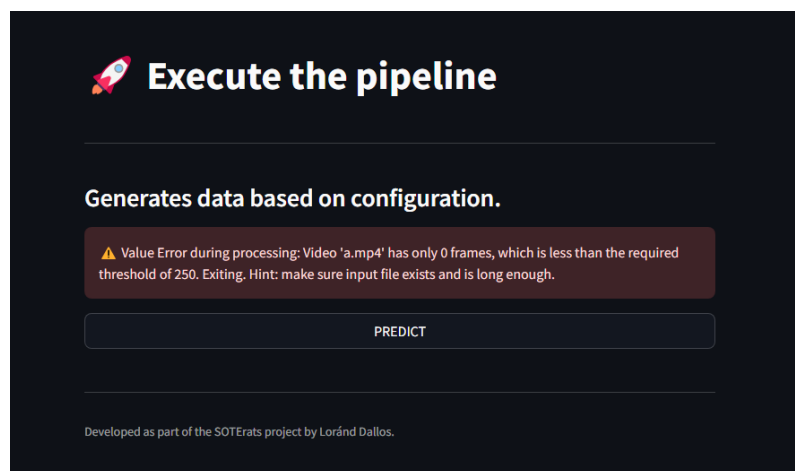 🚀 Execute the pipeline
Generates data based on configuration.
⚠️ Value Error during processing: Video 'a.mp4' has only 0 frames, which is less than the required
threshold of 250. Exiting. Hint: make sure input file exists and is long enough.
PREDICT
Developed as part of the SOTErats project by Loránd Dallos.